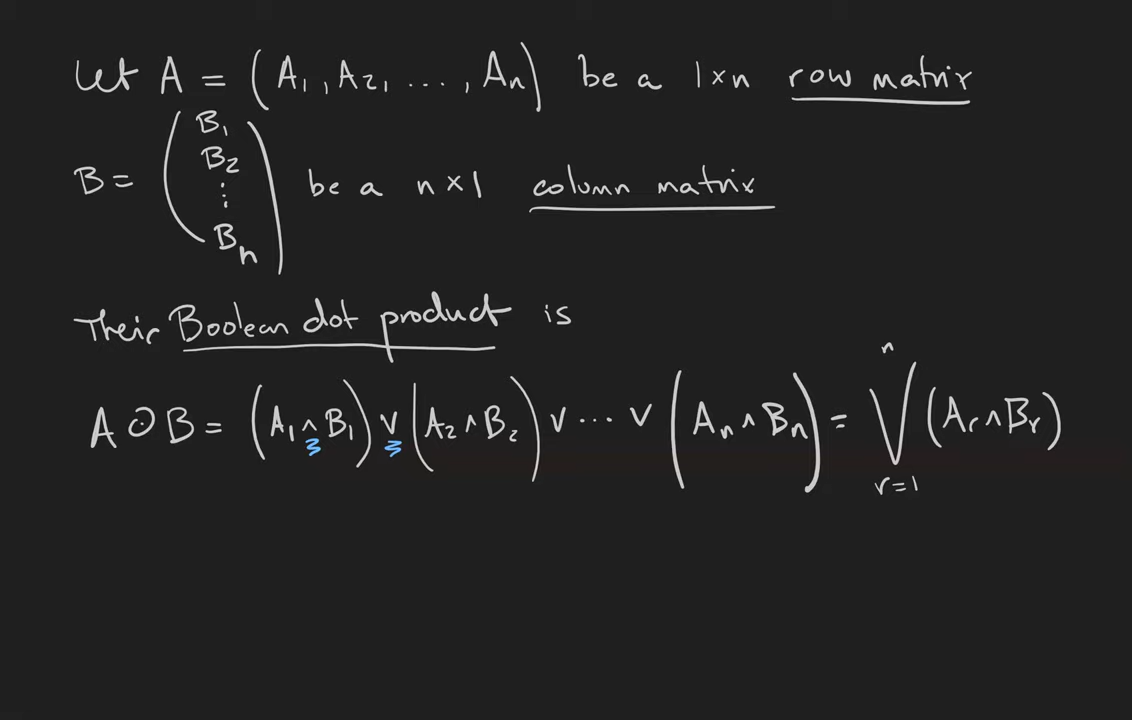 Let A = (A₁, A₂, ..., Aₙ) be a 1×n row matrix
B = (B₁ B₂ ⋮ Bₙ) be a n×1 column matrix
Their Boolean dot product is
A ⊙ B = (A₁ ∧ B₁) ∨ (A₂ ∧ B₂) ∨ ... ∨ (Aₙ ∧ Bₙ) = ⋁ᵣ₌₁ⁿ (Aᵣ ∧ Bᵣ)